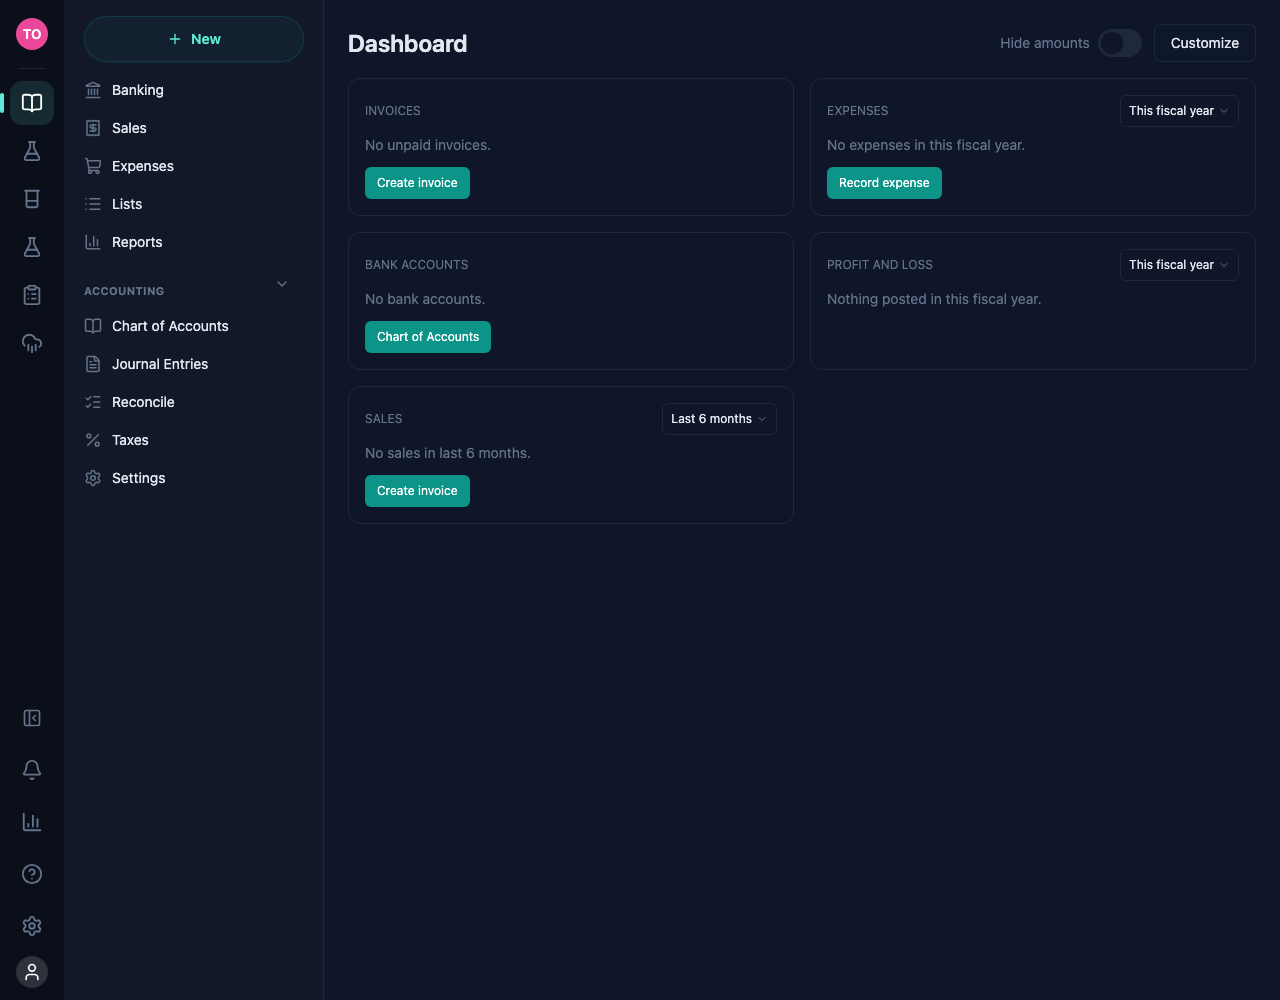 TO
New
Banking
Sales
Expenses
Lists
Reports
ACCOUNTING
Chart of Accounts
Journal Entries
Reconcile
Taxes
Settings
Dashboard
Hide amounts
Customize
INVOICES
No unpaid invoices.
Create invoice
EXPENSES
This fiscal year
No expenses in this fiscal year.
Record expense
BANK ACCOUNTS
No bank accounts.
Chart of Accounts
PROFIT AND LOSS
This fiscal year
Nothing posted in this fiscal year.
SALES
Last 6 months
No sales in last 6 months.
Create invoice